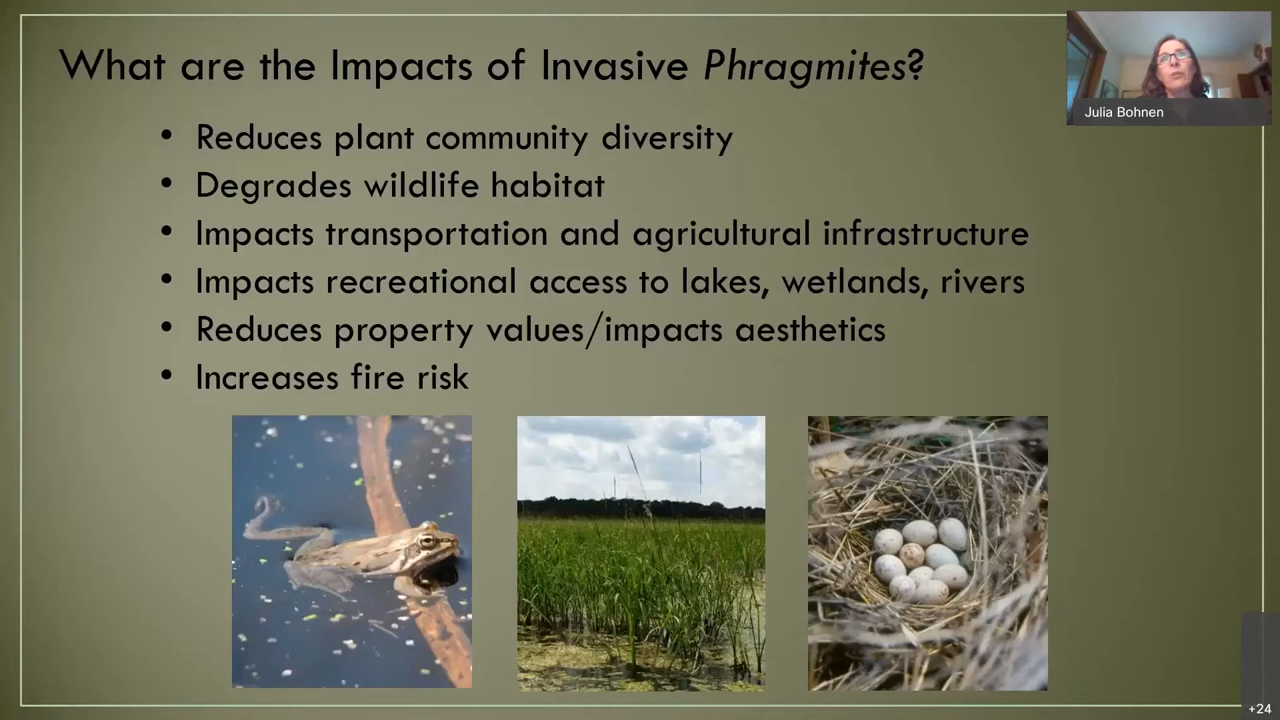 What are the Impacts of Invasive Phragmites?
Julia Bohnen
• Reduces plant community diversity
• Degrades wildlife habitat
• Impacts transportation and agricultural infrastructure
• Impacts recreational access to lakes, wetlands, rivers
• Reduces property values/impacts aesthetics
• Increases fire risk
+24